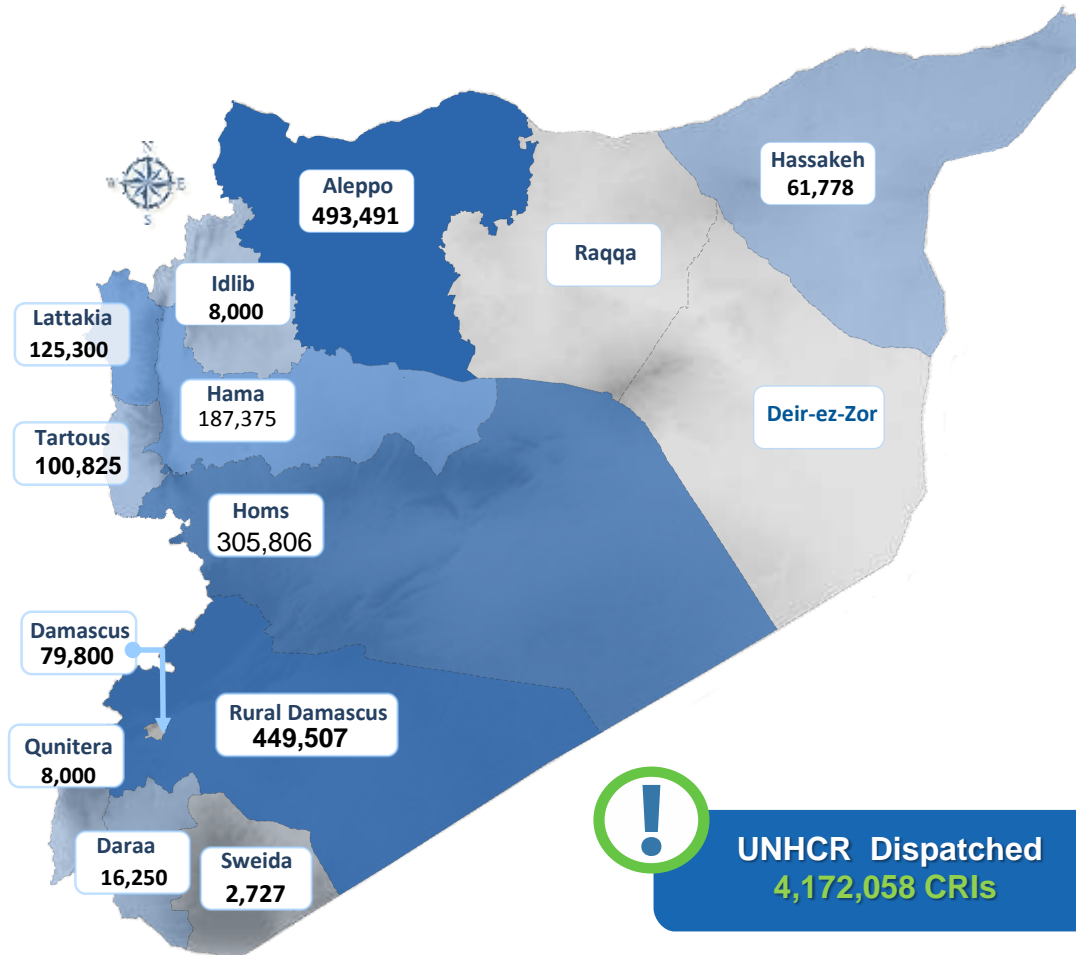 N
W E
S
Aleppo
493,491
Hassakeh
61,778
Raqqa
Idlib
8,000
Lattakia
125,300
Hama
187,375
Deir-ez-Zor
Tartous
100,825
Homs
305,806
Damascus
79,800
Rural Damascus
449,507
Qunitera
8,000
Daraa
16,250
Sweida
2,727
!
UNHCR Dispatched
4,172,058 CRIs